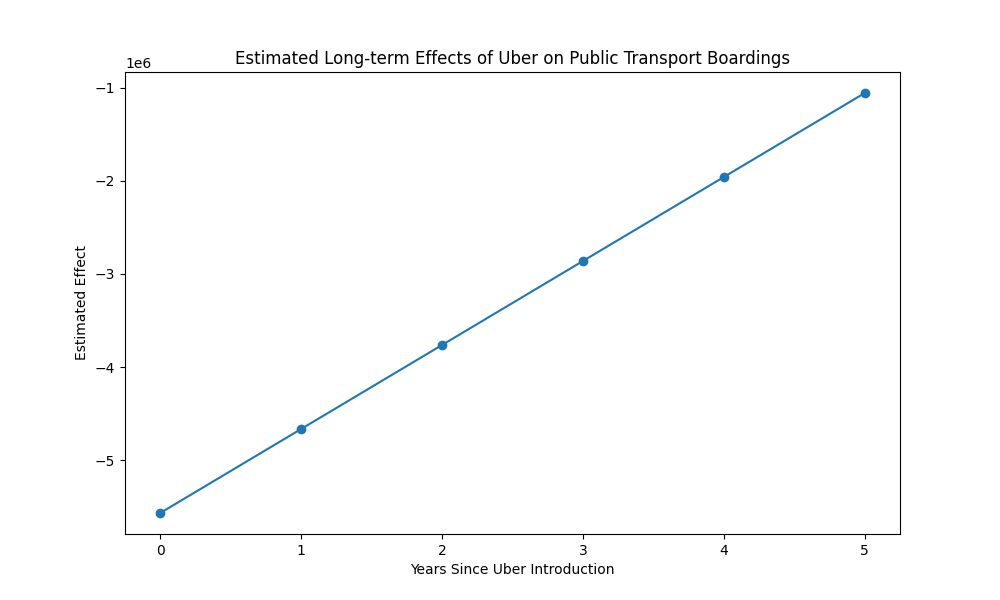 Estimated Long-term Effects of Uber on Public Transport Boardings
1e6
−1
−2
−3
−4
−5
Estimated Effect
0 1 2 3 4 5
Years Since Uber Introduction